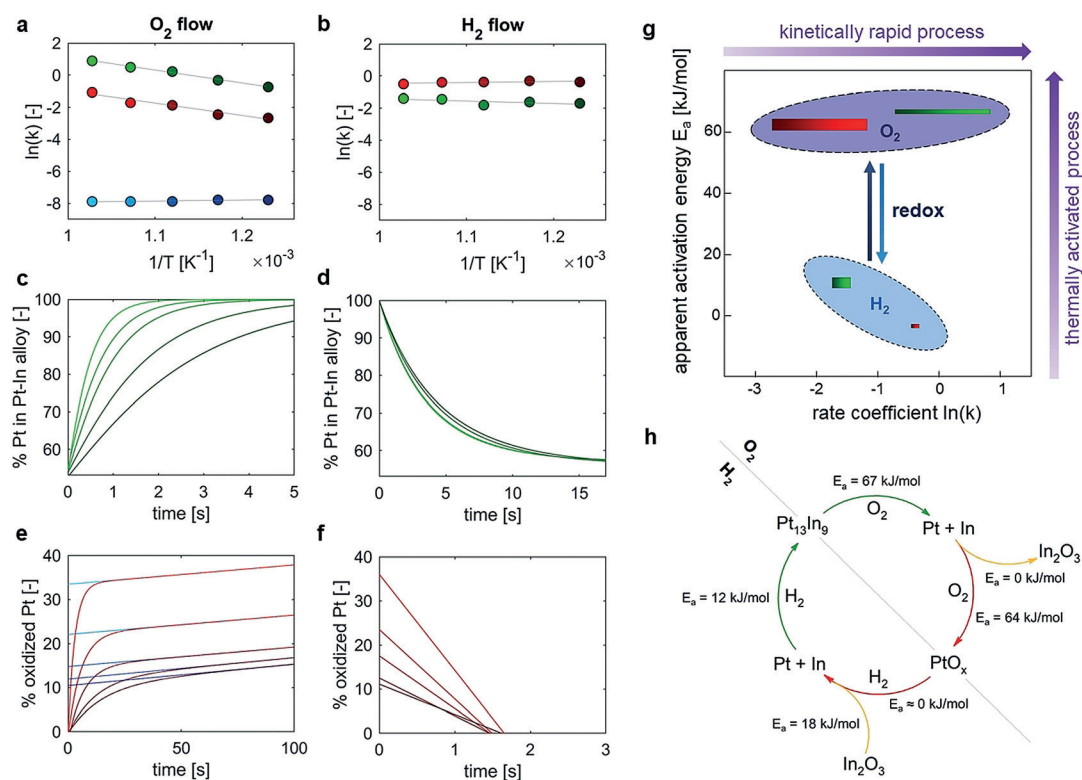 a
O2 flow
2
0
-2
-4
-6
-8
ln(k) [-]
1
1.1
1.2
1/T [K-1]
×10-3
b
H2 flow
2
0
-2
-4
-6
-8
ln(k) [-]
1
1.1
1.2
1/T [K-1]
×10-3
c
100
90
80
70
60
% Pt in Pt-In alloy [-]
0
1
2
3
4
5
time [s]
d
100
90
80
70
60
% Pt in Pt-In alloy [-]
0
5
10
15
time [s]
e
40
30
20
10
0
% oxidized Pt [-]
0
50
100
time [s]
f
40
30
20
10
0
% oxidized Pt [-]
0
1
2
3
time [s]
g
kinetically rapid process
thermally activated process
apparent activation energy Ea [kJ/mol]
60
40
20
0
O2
redox
H2
-3
-2
-1
0
1
rate coefficient ln(k)
h
O2
H2
Ea = 67 kJ/mol
O2
Pt13In9
Pt + In
In2O3
Ea = 0 kJ/mol
O2
Ea = 64 kJ/mol
Ea = 12 kJ/mol
H2
Pt + In
H2
PtOx
Ea ≈ 0 kJ/mol
Ea = 18 kJ/mol
In2O3